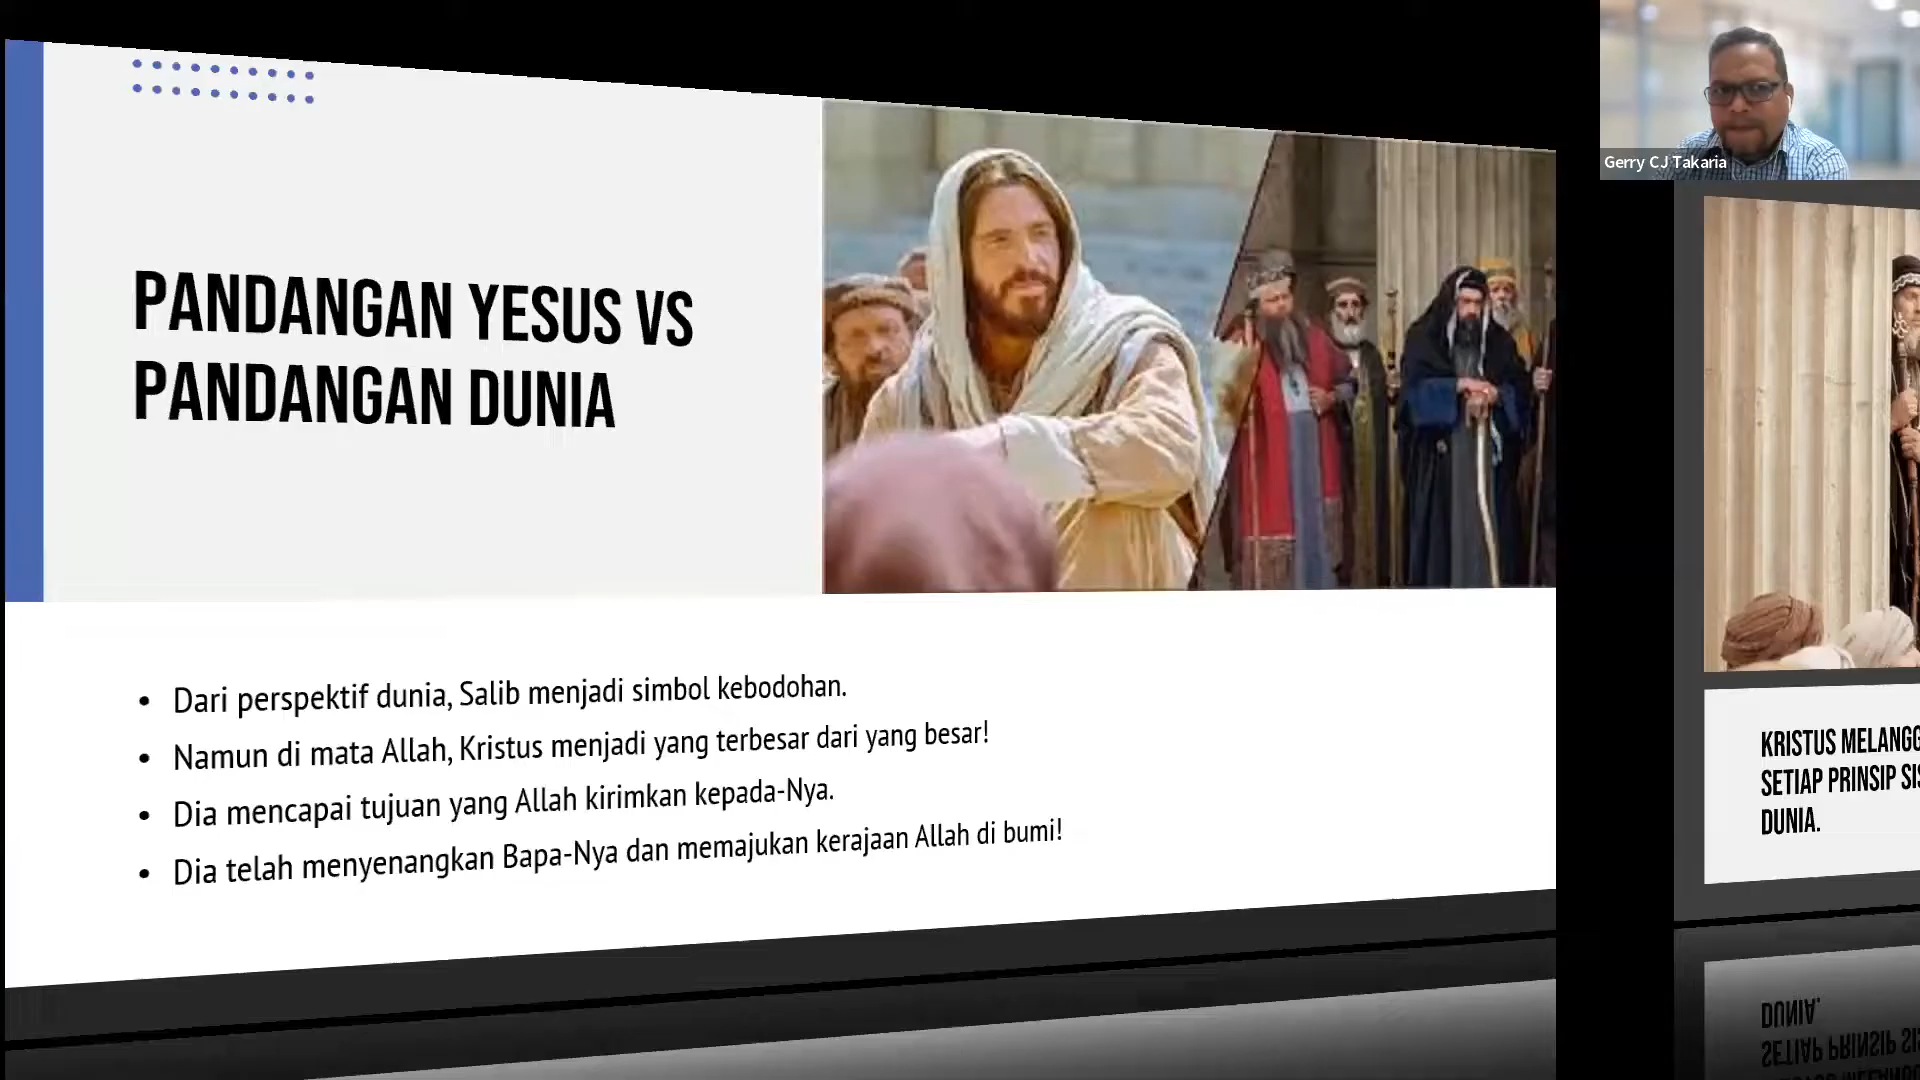 PANDANGAN YESUS VS
PANDANGAN DUNIA
• Dari perspektif dunia, Salib menjadi simbol kebodohan.
• Namun di mata Allah, Kristus menjadi yang terbesar dari yang besar!
• Dia mencapai tujuan yang Allah kirimkan kepada-Nya.
• Dia telah menyenangkan Bapa-Nya dan memajukan kerajaan Allah di bumi!
Gerry CJ Takaria
KRISTUS
SETIAP PRINSIP
DUNIA.